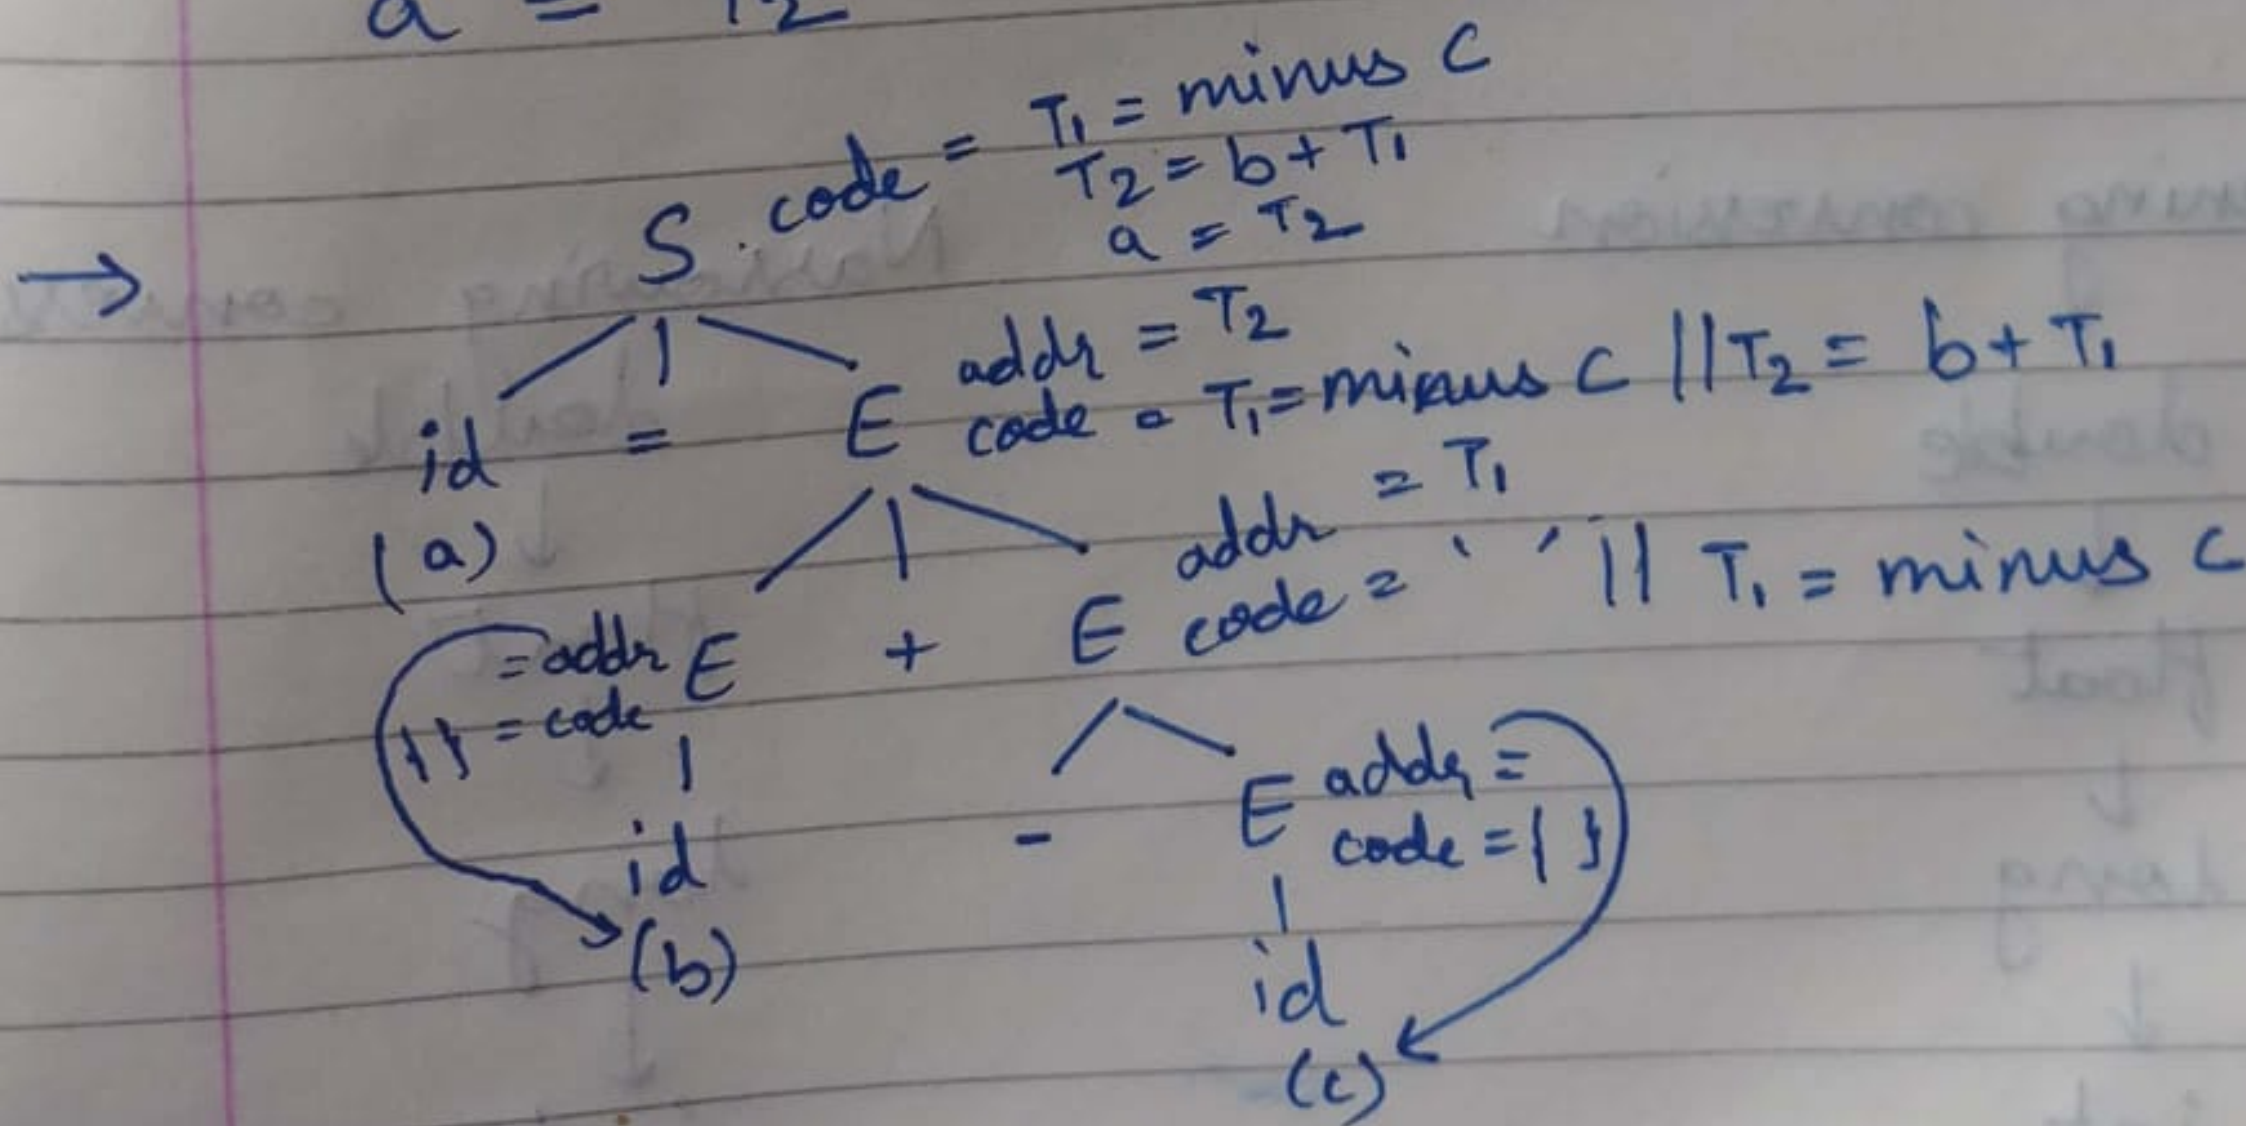 a = T2
T1 = minus c
S.code = T2 = b + T1
a = T2
→
addr = T2
id = E code = T1 = minus c || T2 = b + T1
(a)
addr = T1
= addr E + E code = ' ' || T1 = minus c
{ } = code
id - E addr =
code = { }
(b)
id
(c)